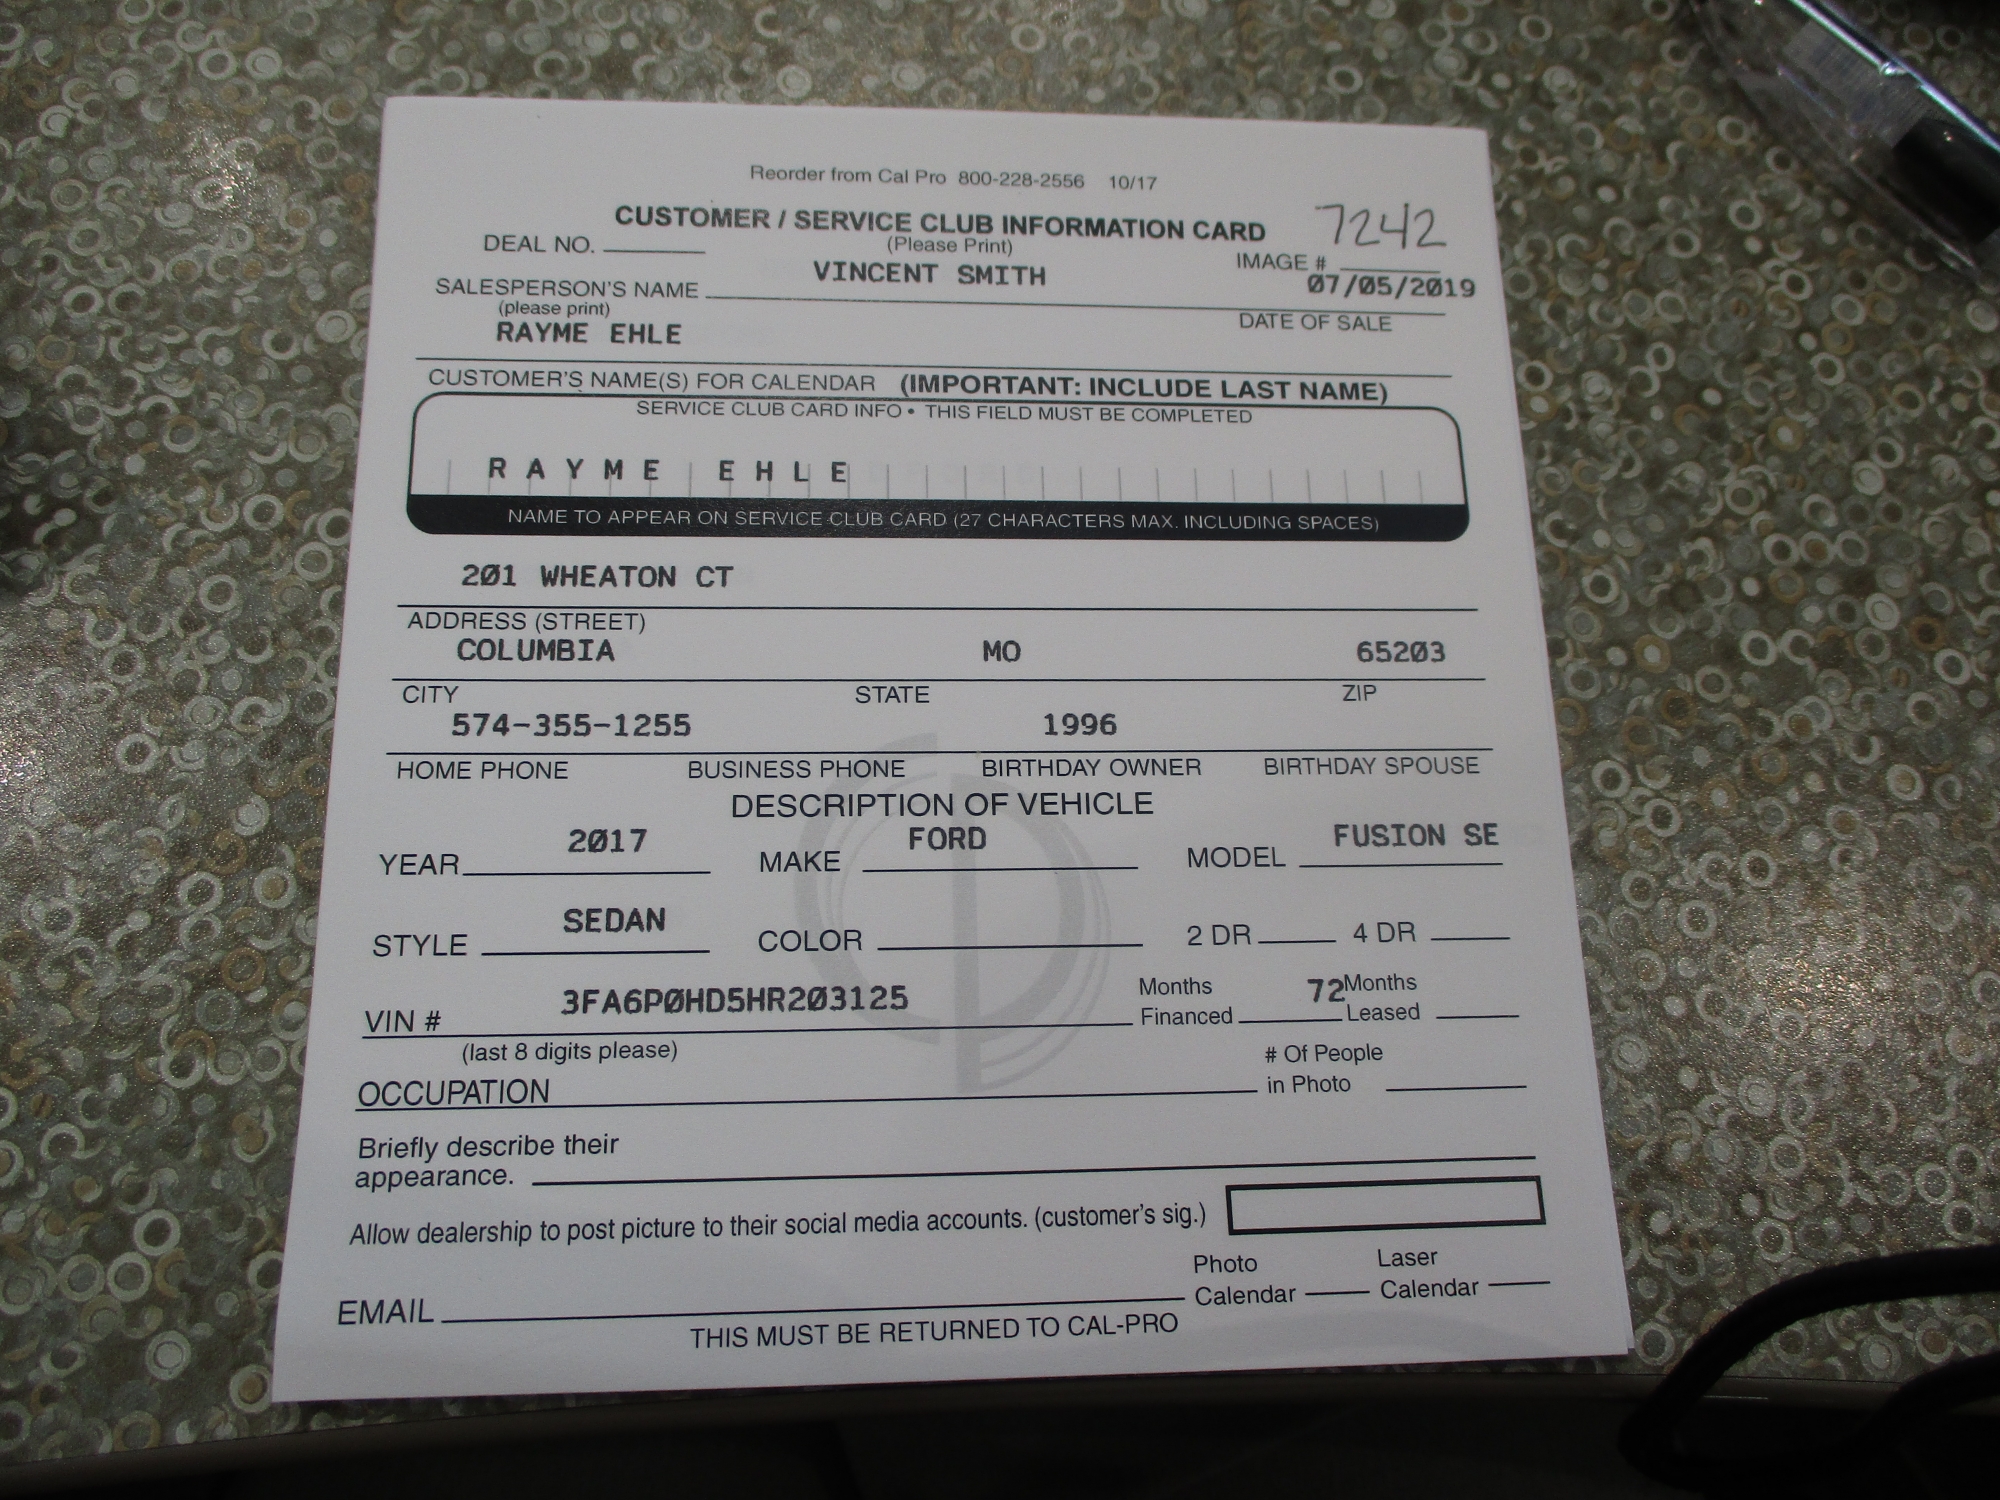 Reorder from Cal Pro 800-228-2556 10/17
CUSTOMER / SERVICE CLUB INFORMATION CARD 7242
DEAL NO. (Please Print) IMAGE #
SALESPERSON'S NAME VINCENT SMITH 07/05/2019
(please print) DATE OF SALE
RAYME EHLE
CUSTOMER'S NAME(S) FOR CALENDAR (IMPORTANT: INCLUDE LAST NAME)
SERVICE CLUB CARD INFO • THIS FIELD MUST BE COMPLETED
RAYME EHLE
NAME TO APPEAR ON SERVICE CLUB CARD (27 CHARACTERS MAX. INCLUDING SPACES)
201 WHEATON CT
ADDRESS (STREET)
COLUMBIA MO 65203
CITY STATE ZIP
574-355-1255 1996
HOME PHONE BUSINESS PHONE BIRTHDAY OWNER BIRTHDAY SPOUSE
DESCRIPTION OF VEHICLE
YEAR 2017 MAKE FORD MODEL FUSION SE
STYLE SEDAN COLOR 2 DR 4 DR
VIN # 3FA6P0HD5HR203125 Months Financed 72 Months Leased
(last 8 digits please)
OCCUPATION # Of People in Photo
Briefly describe their
appearance.
Allow dealership to post picture to their social media accounts. (customer's sig.)
EMAIL Photo Calendar Laser Calendar
THIS MUST BE RETURNED TO CAL-PRO